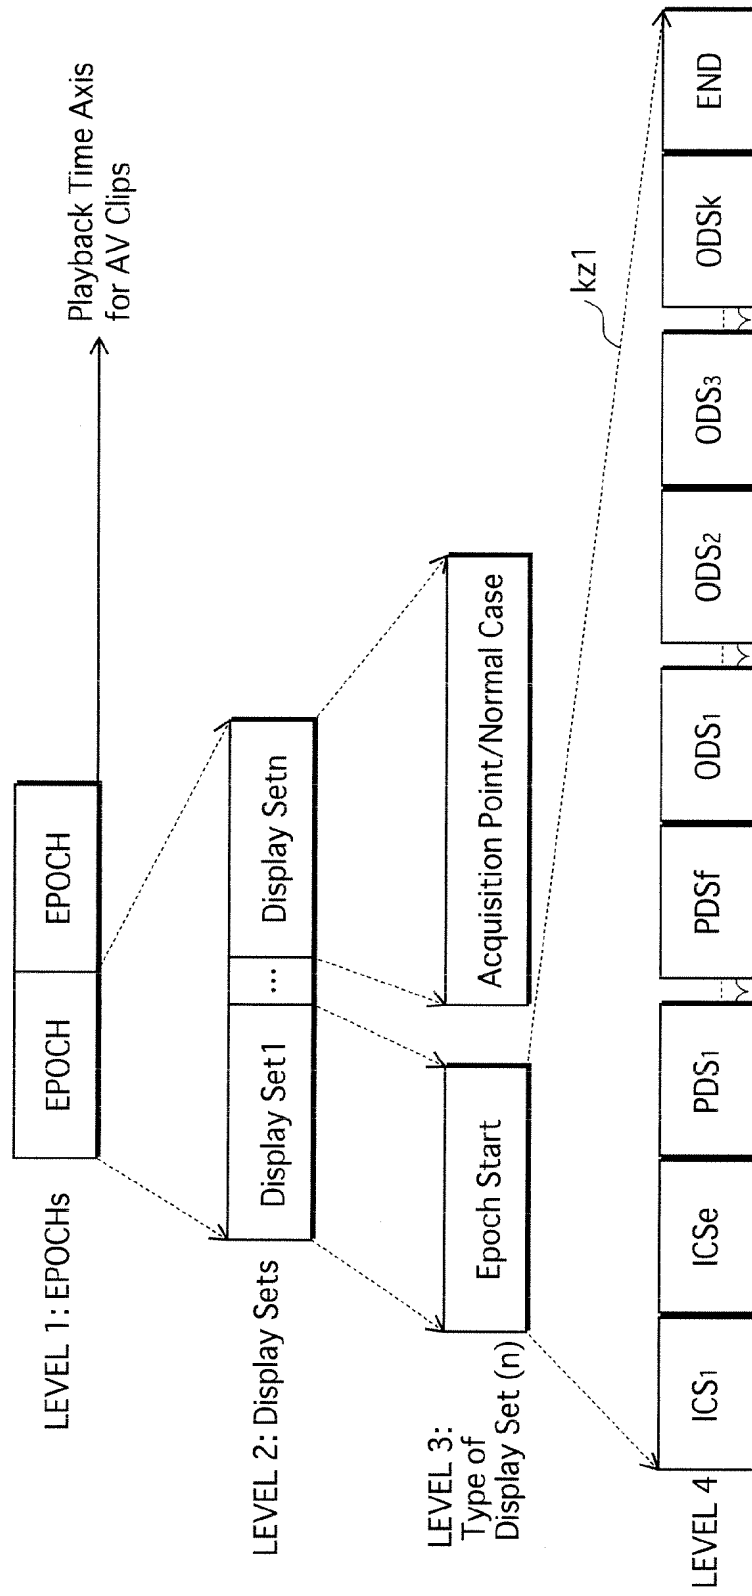 Playback Time Axis
for AV Clips
LEVEL 1: EPOCHs
EPOCH
EPOCH
LEVEL 2: Display Sets
Display Set1
...
Display Setn
LEVEL 3:
Type of
Display Set (n)
Epoch Start
Acquisition Point/Normal Case
kz1
LEVEL 4
ICS1
ICSe
PDS1
PDSf
ODS1
ODS2
ODS3
ODSk
END